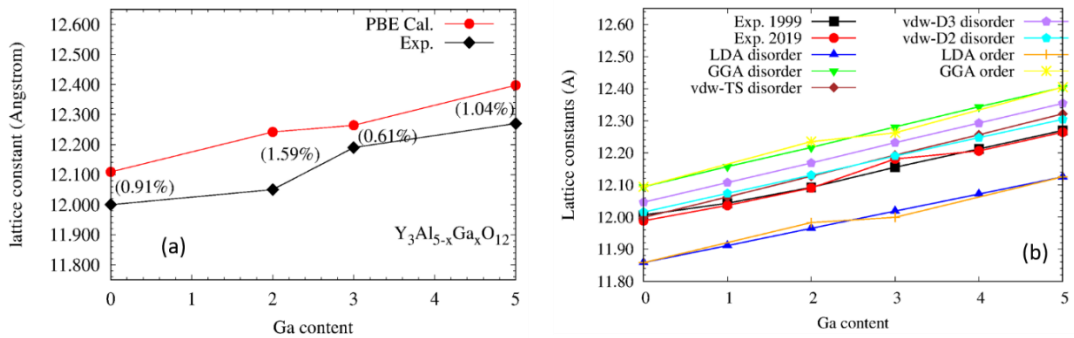 12.600
12.500
12.400
12.300
12.200
12.100
12.000
11.900
11.800
lattice constant (Angstrom)
PBE Cal.
Exp.
(0.91%)
(1.59%)
(0.61%)
(1.04%)
(a)
Y3Al5-xGaxO12
0 1 2 3 4 5
Ga content
12.60
12.50
12.40
12.30
12.20
12.10
12.00
11.90
11.80
Lattice constants (A)
Exp. 1999
Exp. 2019
LDA disorder
GGA disorder
vdw-TS disorder
vdw-D3 disorder
vdw-D2 disorder
LDA order
GGA order
(b)
0 1 2 3 4 5
Ga content